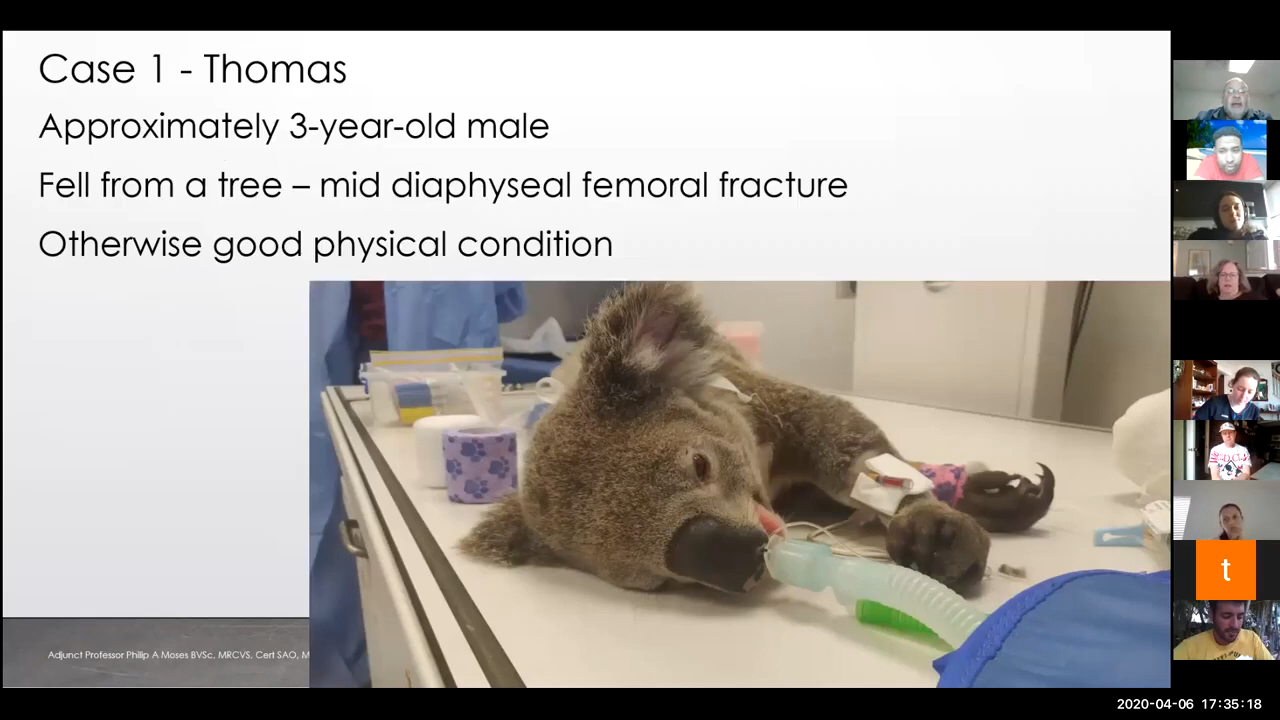 Case 1 - Thomas
Approximately 3-year-old male
Fell from a tree – mid diaphyseal femoral fracture
Otherwise good physical condition
Adjunct Professor Philip A Moses BVSc, MRCVS, Cert SAO, M
t
2020-04-06 17:35:18